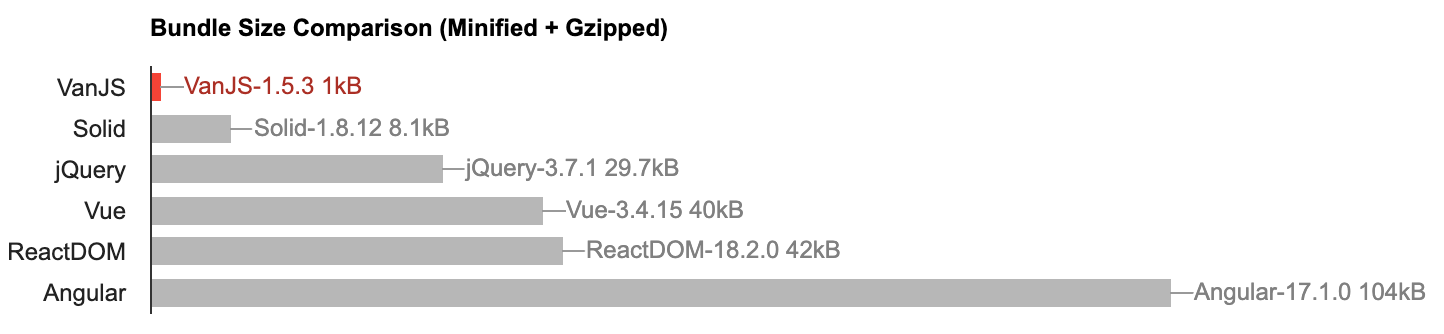 Bundle Size Comparison (Minified + Gzipped)
VanJS VanJS-1.5.3 1kB
Solid Solid-1.8.12 8.1kB
jQuery jQuery-3.7.1 29.7kB
Vue Vue-3.4.15 40kB
ReactDOM ReactDOM-18.2.0 42kB
Angular Angular-17.1.0 104kB